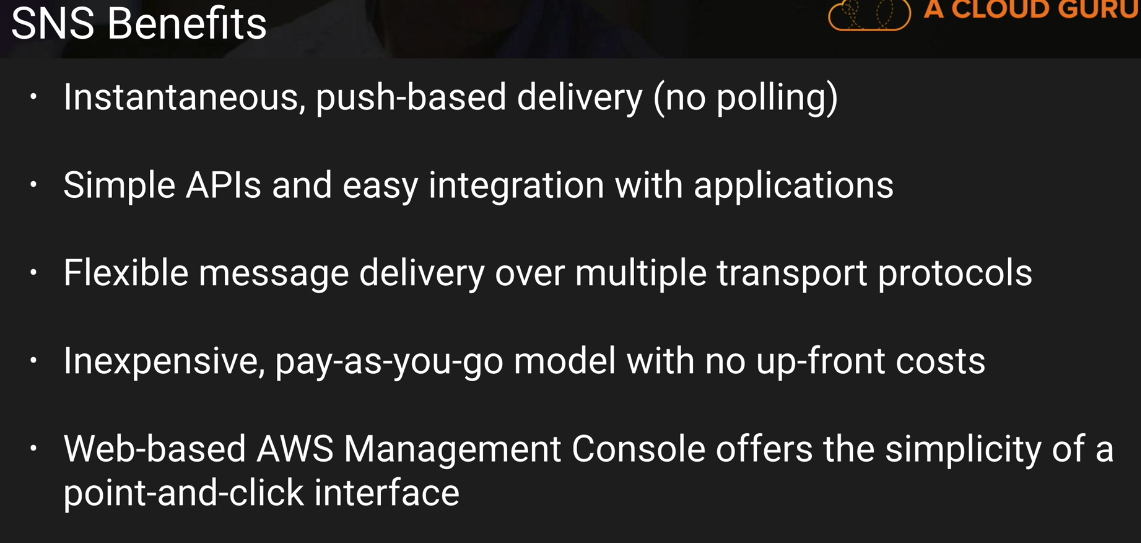 SNS Benefits
A CLOUD GURU
• Instantaneous, push-based delivery (no polling)
• Simple APIs and easy integration with applications
• Flexible message delivery over multiple transport protocols
• Inexpensive, pay-as-you-go model with no up-front costs
• Web-based AWS Management Console offers the simplicity of a
point-and-click interface